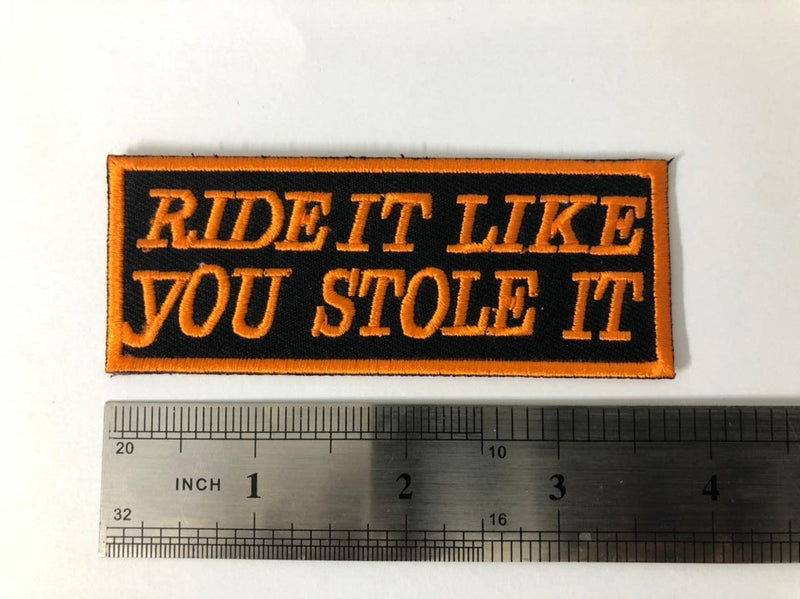 RIDE IT LIKE
YOU STOLE IT
20 10
INCH 1 2 3 4
32 16